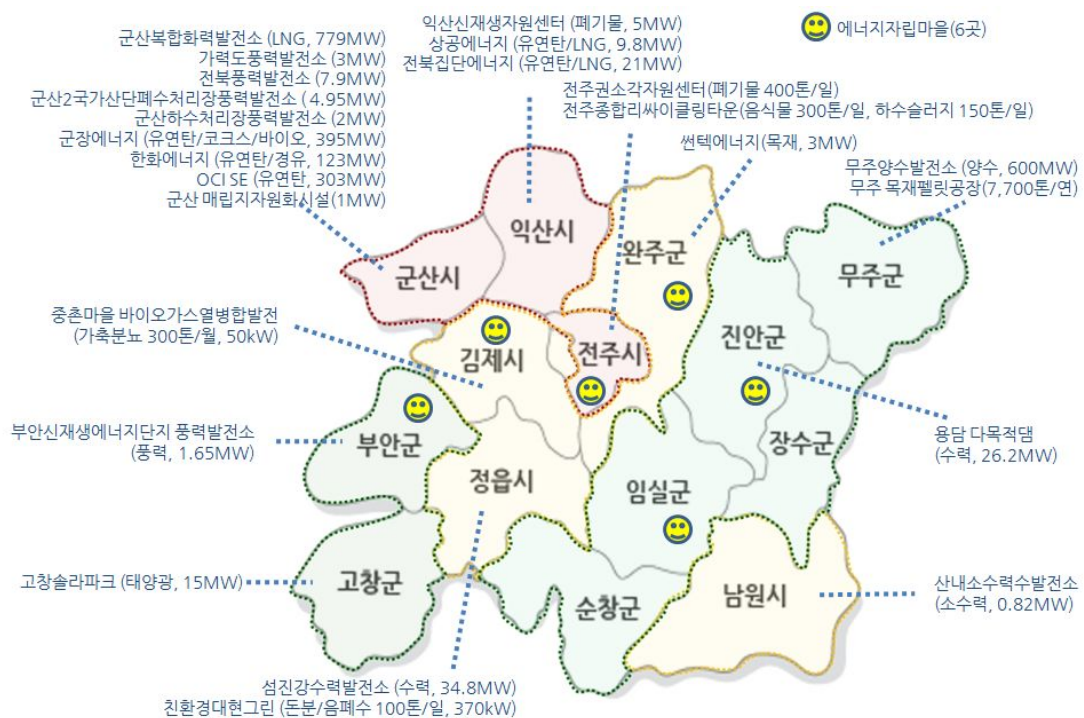 군산복합화력발전소 (LNG, 779MW)
가력도풍력발전소 (3MW)
전북풍력발전소 (7.9MW)
군산2국가산단폐수처리장풍력발전소 ( 4.95MW)
군산하수처리장풍력발전소 (2MW)
군장에너지 (유연탄/코크스/바이오, 395MW)
한화에너지 (유연탄/경유, 123MW)
OCI SE (유연탄, 303MW)
군산 매립지자원화시설(1MW)
익산신재생자원센터 (폐기물, 5MW)
상공에너지 (유연탄/LNG, 9.8MW)
전북집단에너지 (유연탄/LNG, 21MW)
에너지자립마을(6곳)
전주권소각자원센터(폐기물 400톤/일)
전주종합리싸이클링타운(음식물 300톤/일, 하수슬러지 150톤/일)
썬텍에너지(목재, 3MW)
무주양수발전소 (양수, 600MW)
무주 목재펠릿공장(7,700톤/연)
익산시
완주군
군산시
무주군
중촌마을 바이오가스열병합발전
(가축분뇨 300톤/월, 50kW)
김제시
전주시
진안군
부안신재생에너지단지 풍력발전소
(풍력, 1.65MW)
부안군
장수군
용담 다목적댐
(수력, 26.2MW)
정읍시
임실군
고창솔라파크 (태양광, 15MW)
고창군
순창군
남원시
산내소수력수발전소
(소수력, 0.82MW)
섬진강수력발전소 (수력, 34.8MW)
친환경대현그린 (돈분/음폐수 100톤/일, 370kW)